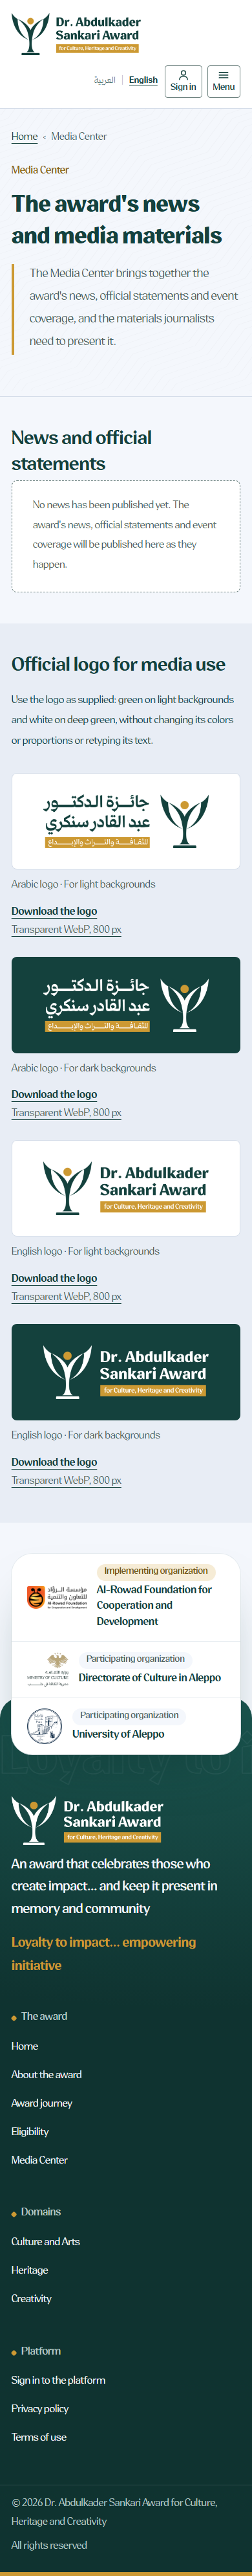 Dr. Abdulkader
Sankari Award
for Culture, Heritage and Creativity
العربية | English
Sign in
Menu
Home ‹ Media Center
Media Center
The award's news
and media materials
The Media Center brings together the
award's news, official statements and event
coverage, and the materials journalists
need to present it.
News and official
statements
No news has been published yet. The
award's news, official statements and event
coverage will be published here as they
happen.
Official logo for media use
Use the logo as supplied: green on light backgrounds
and white on deep green, without changing its colors
or proportions or retyping its text.
جائزة الدكتور
عبد القادر سنكري
للثقافة والتراث والإبداع
Arabic logo · For light backgrounds
Download the logo
Transparent WebP, 800 px
جائزة الدكتور
عبد القادر سنكري
للثقافة والتراث والإبداع
Arabic logo · For dark backgrounds
Download the logo
Transparent WebP, 800 px
Dr. Abdulkader
Sankari Award
for Culture, Heritage and Creativity
English logo · For light backgrounds
Download the logo
Transparent WebP, 800 px
Dr. Abdulkader
Sankari Award
for Culture, Heritage and Creativity
English logo · For dark backgrounds
Download the logo
Transparent WebP, 800 px
Implementing organization
مؤسسة الرواد
للتعاون والتنمية
Al-Rowad Foundation
Al-Rowad Foundation for
Cooperation and
Development
Participating organization
MINISTRY OF CULTURE
Directorate of Culture in Aleppo
Participating organization
University of Aleppo
Loyalty to i
Dr. Abdulkader
Sankari Award
for Culture, Heritage and Creativity
An award that celebrates those who
create impact... and keep it present in
memory and community
Loyalty to impact... empowering
initiative
The award
Home
About the award
Award journey
Eligibility
Media Center
Domains
Culture and Arts
Heritage
Creativity
Platform
Sign in to the platform
Privacy policy
Terms of use
© 2026 Dr. Abdulkader Sankari Award for Culture,
Heritage and Creativity
All rights reserved